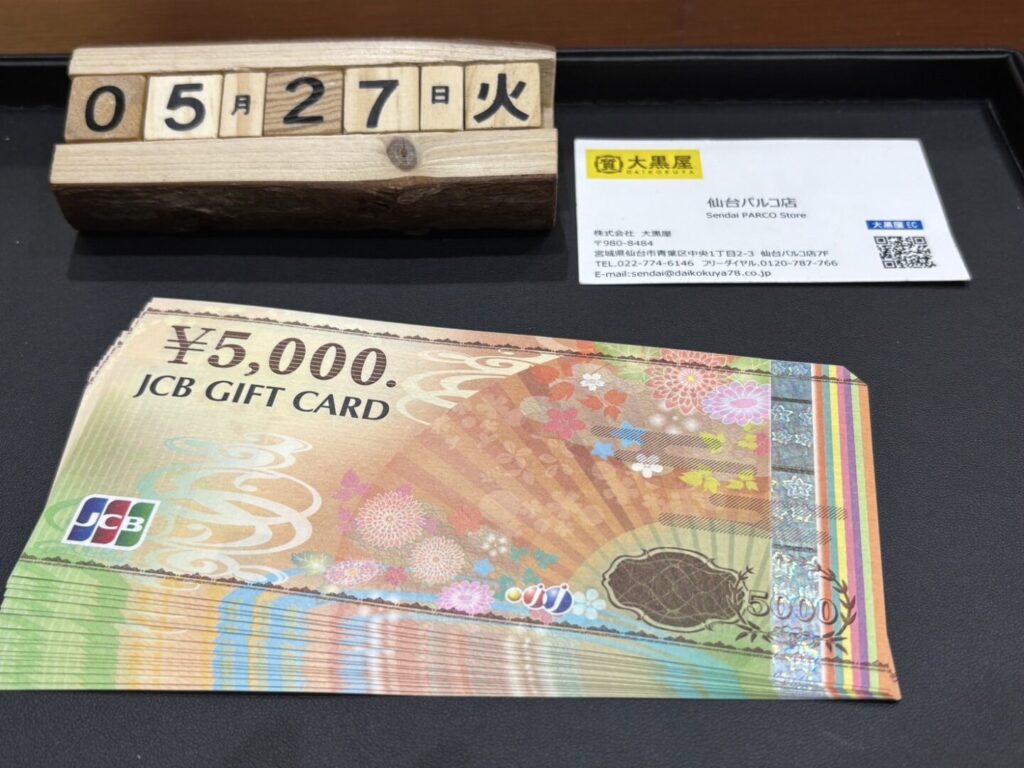 05月27日火
質 大黒屋
DAIKOKUYA
仙台パルコ店
Sendai PARCO Store
大黒屋 EC
株式会社 大黒屋
〒980-8484
宮城県仙台市青葉区中央1丁目2-3 仙台パルコ店7F
TEL.022-774-6146 フリーダイヤル.0120-787-766
E-mail:sendai@daikokuya78.co.jp
¥5,000.
JCB GIFT CARD
JCB
5000